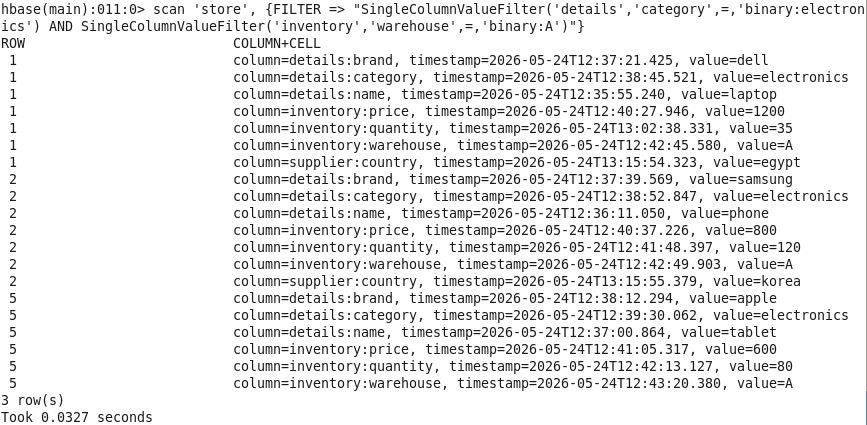 hbase(main):011:0> scan 'store', {FILTER => "SingleColumnValueFilter('details','category',=,'binary:electron
ics') AND SingleColumnValueFilter('inventory','warehouse',=,'binary:A')"}
ROW                        COLUMN+CELL
 1                         column=details:brand, timestamp=2026-05-24T12:37:21.425, value=dell
 1                         column=details:category, timestamp=2026-05-24T12:38:45.521, value=electronics
 1                         column=details:name, timestamp=2026-05-24T12:35:55.240, value=laptop
 1                         column=inventory:price, timestamp=2026-05-24T12:40:27.946, value=1200
 1                         column=inventory:quantity, timestamp=2026-05-24T13:02:38.331, value=35
 1                         column=inventory:warehouse, timestamp=2026-05-24T12:42:45.580, value=A
 1                         column=supplier:country, timestamp=2026-05-24T13:15:54.323, value=egypt
 2                         column=details:brand, timestamp=2026-05-24T12:37:39.569, value=samsung
 2                         column=details:category, timestamp=2026-05-24T12:38:52.847, value=electronics
 2                         column=details:name, timestamp=2026-05-24T12:36:11.050, value=phone
 2                         column=inventory:price, timestamp=2026-05-24T12:40:37.226, value=800
 2                         column=inventory:quantity, timestamp=2026-05-24T12:41:48.397, value=120
 2                         column=inventory:warehouse, timestamp=2026-05-24T12:42:49.903, value=A
 2                         column=supplier:country, timestamp=2026-05-24T13:15:55.379, value=korea
 5                         column=details:brand, timestamp=2026-05-24T12:38:12.294, value=apple
 5                         column=details:category, timestamp=2026-05-24T12:39:30.062, value=electronics
 5                         column=details:name, timestamp=2026-05-24T12:37:00.864, value=tablet
 5                         column=inventory:price, timestamp=2026-05-24T12:41:05.317, value=600
 5                         column=inventory:quantity, timestamp=2026-05-24T12:42:13.127, value=80
 5                         column=inventory:warehouse, timestamp=2026-05-24T12:43:20.380, value=A
3 row(s)
Took 0.0327 seconds